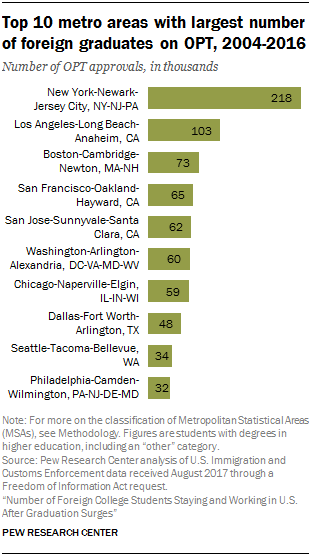 Top 10 metro areas with largest number
of foreign graduates on OPT, 2004-2016
Number of OPT approvals, in thousands
New York-Newark-
Jersey City, NY-NJ-PA
218
Los Angeles-Long Beach-
Anaheim, CA
103
Boston-Cambridge-
Newton, MA-NH
73
San Francisco-Oakland-
Hayward, CA
65
San Jose-Sunnyvale-Santa
Clara, CA
62
Washington-Arlington-
Alexandria, DC-VA-MD-WV
60
Chicago-Naperville-Elgin,
IL-IN-WI
59
Dallas-Fort Worth-
Arlington, TX
48
Seattle-Tacoma-Bellevue,
WA
34
Philadelphia-Camden-
Wilmington, PA-NJ-DE-MD
32
Note: For more on the classification of Metropolitan Statistical Areas
(MSAs), see Methodology. Figures are students with degrees in
higher education, including an “other” category.
Source: Pew Research Center analysis of U.S. Immigration and
Customs Enforcement data received August 2017 through a
Freedom of Information Act request.
“Number of Foreign College Students Staying and Working in U.S.
After Graduation Surges”
PEW RESEARCH CENTER